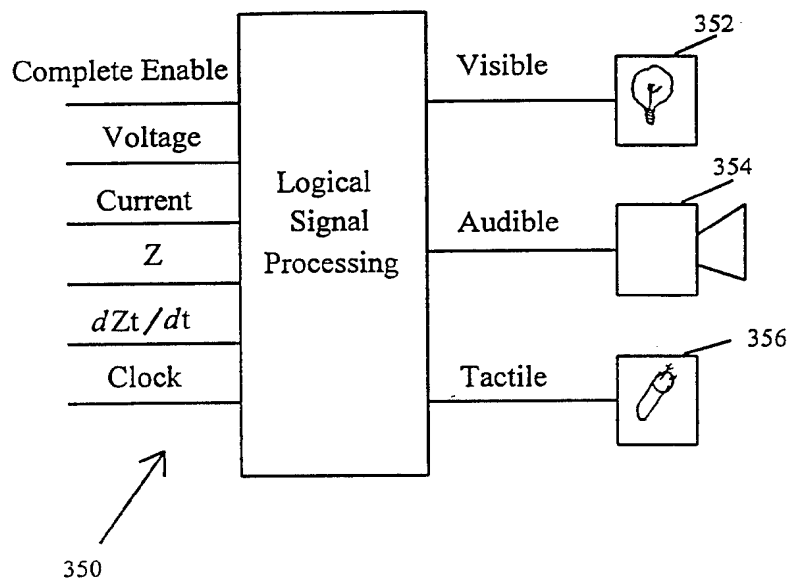 Complete Enable
Voltage
Current
Z
dZt/dt
Clock
350
Logical
Signal
Processing
Visible
352
Audible
354
Tactile
356